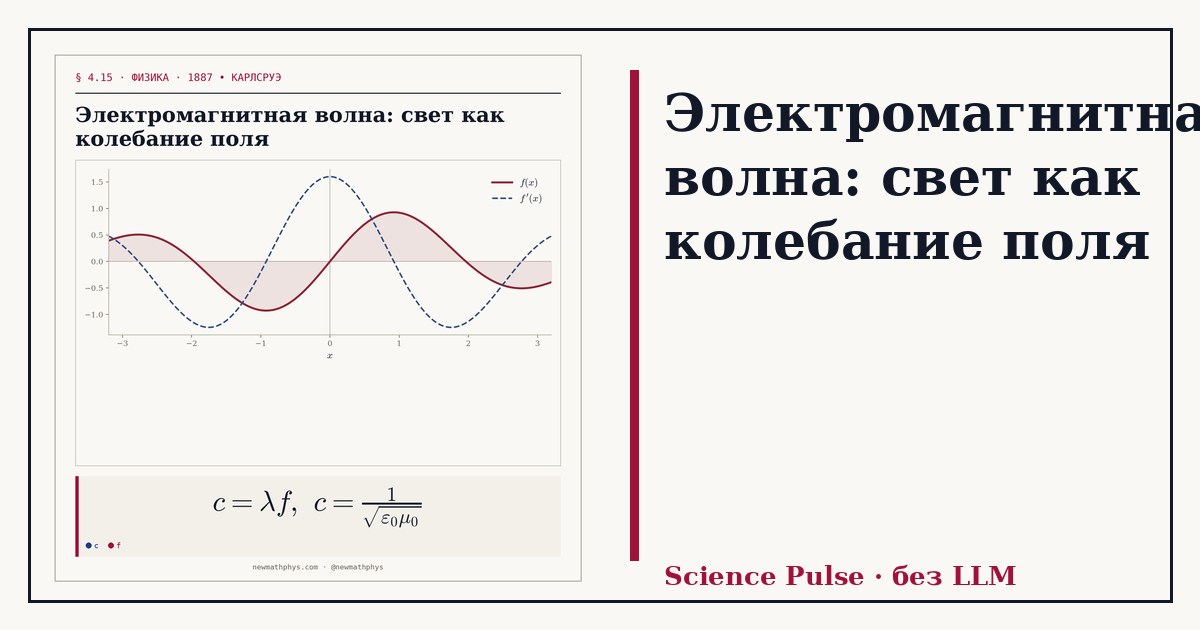 § 4.15 · ФИЗИКА · 1887 • КАРЛСРУЭ
Электромагнитная волна: свет как
колебание поля
1.5
1.0
0.5
0.0
−0.5
−1.0
−3 −2 −1 0 1 2 3
x
f(x)
f′(x)
c = λf, c = 1/√(ε₀μ₀)
c f
newmathphys.com · @newmathphys
Электромагнитна
волна: свет как
колебание поля
Science Pulse · без LLM